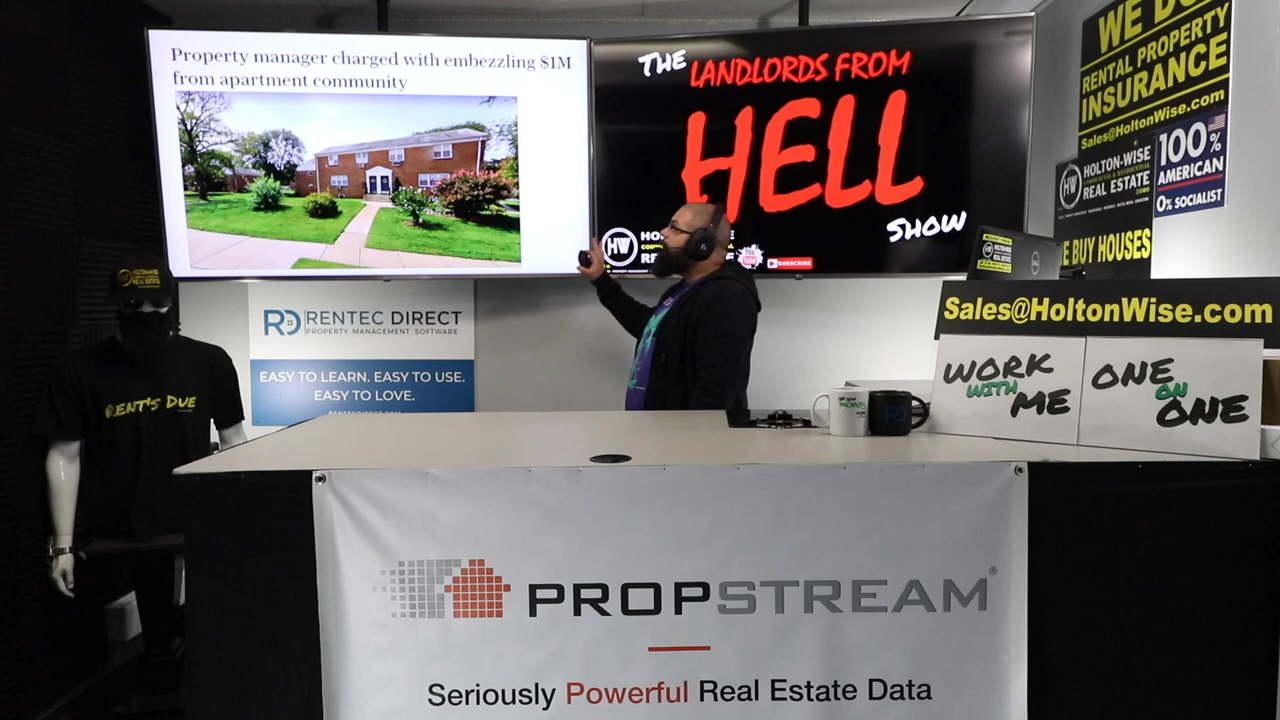 Property manager charged with embezzling $1M
from apartment community
THE
LANDLORDS FROM
HELL
SHOW
HW
SUBSCRIBE
WE DO
RENTAL PROPERTY
INSURANCE
Sales@HoltonWise.com
HW
HOLTON-WISE
REAL ESTATE
100%
AMERICAN
0% SOCIALIST
E BUY HOUSES
RD RENTEC DIRECT
PROPERTY MANAGEMENT SOFTWARE
EASY TO LEARN. EASY TO USE.
EASY TO LOVE.
RENT'S DUE
Sales@HoltonWise.com
WORK
WITH
ME
ONE
ON
ONE
PROPSTREAM®
Seriously Powerful Real Estate Data